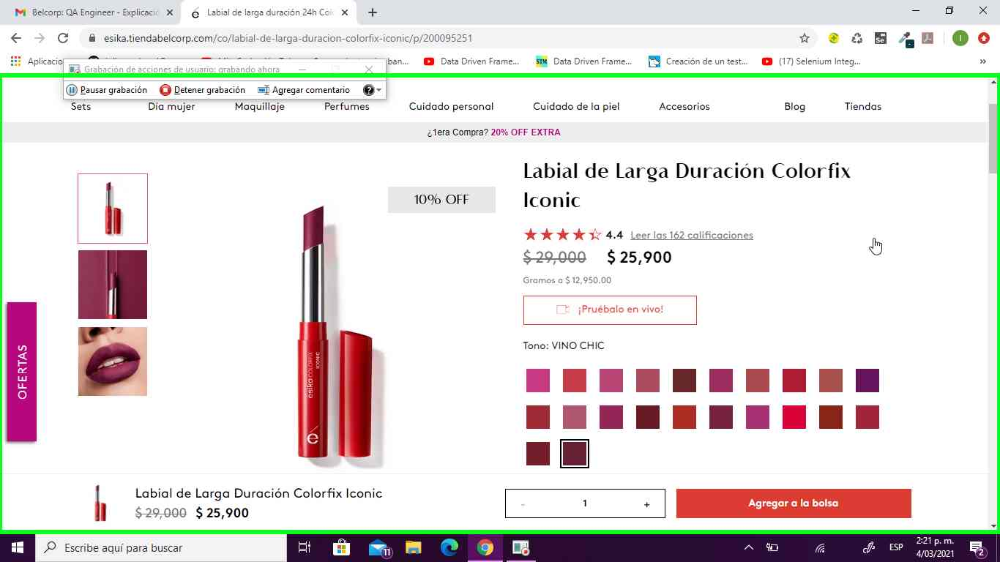 Belcorp: QA Engineer - Explicació
Labial de larga duración 24h Colo
esika.tiendabelcorp.com/co/labial-de-larga-duracion-colorfix-iconic/p/200095251
I
Aplicacio
Data Driven Frame...
STM
Data Driven Frame...
Creación de un test...
(17) Selenium Integ...
»
Grabación de acciones de usuario: grabando ahora
Pausar grabación
Detener grabación
Agregar comentario
Sets
Día mujer
Maquillaje
Perfumes
Cuidado personal
Cuidado de la piel
Accesorios
Blog
Tiendas
¿1era Compra? 20% OFF EXTRA
OFERTAS
10% OFF
ésika COLORFIX
ICONIC
é
Labial de Larga Duración Colorfix
Iconic
4.4 Leer las 162 calificaciones
$ 29,000 $ 25,900
Gramos a $ 12,950.00
¡Pruébalo en vivo!
Tono: VINO CHIC
Labial de Larga Duración Colorfix Iconic
$ 29,000 $ 25,900
- 1 +
Agregar a la bolsa
Escribe aquí para buscar
11
ESP
2:21 p. m.
4/03/2021
2